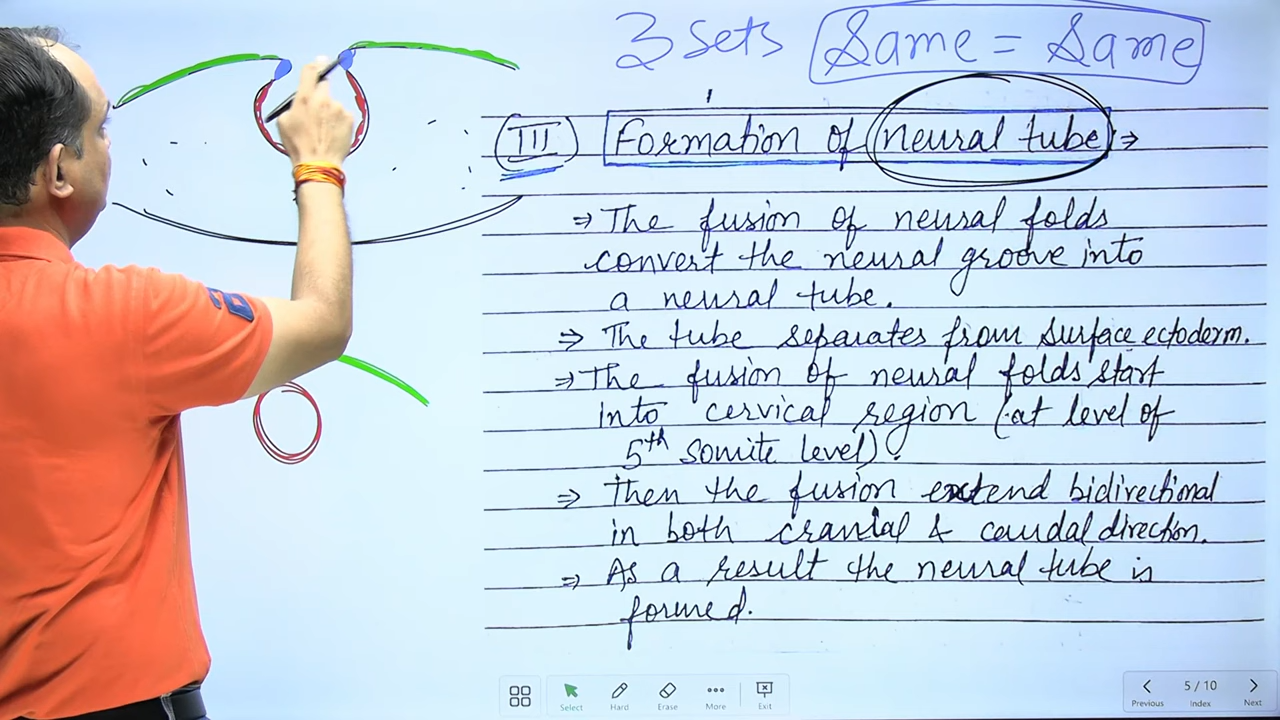 3 sets Same = Same
III Formation of neural tube ⇒
⇒ The fusion of neural folds
convert the neural groove into
a neural tube.
⇒ The tube separates from surface ectoderm.
⇒ The fusion of neural folds start
into cervical region (at level of
5th somite level).
⇒ Then the fusion extend bidirectional
in both cranial & caudal direction.
⇒ As a result the neural tube is
formed.
Select Hard Erase More Exit
5 / 10
Previous Index Next